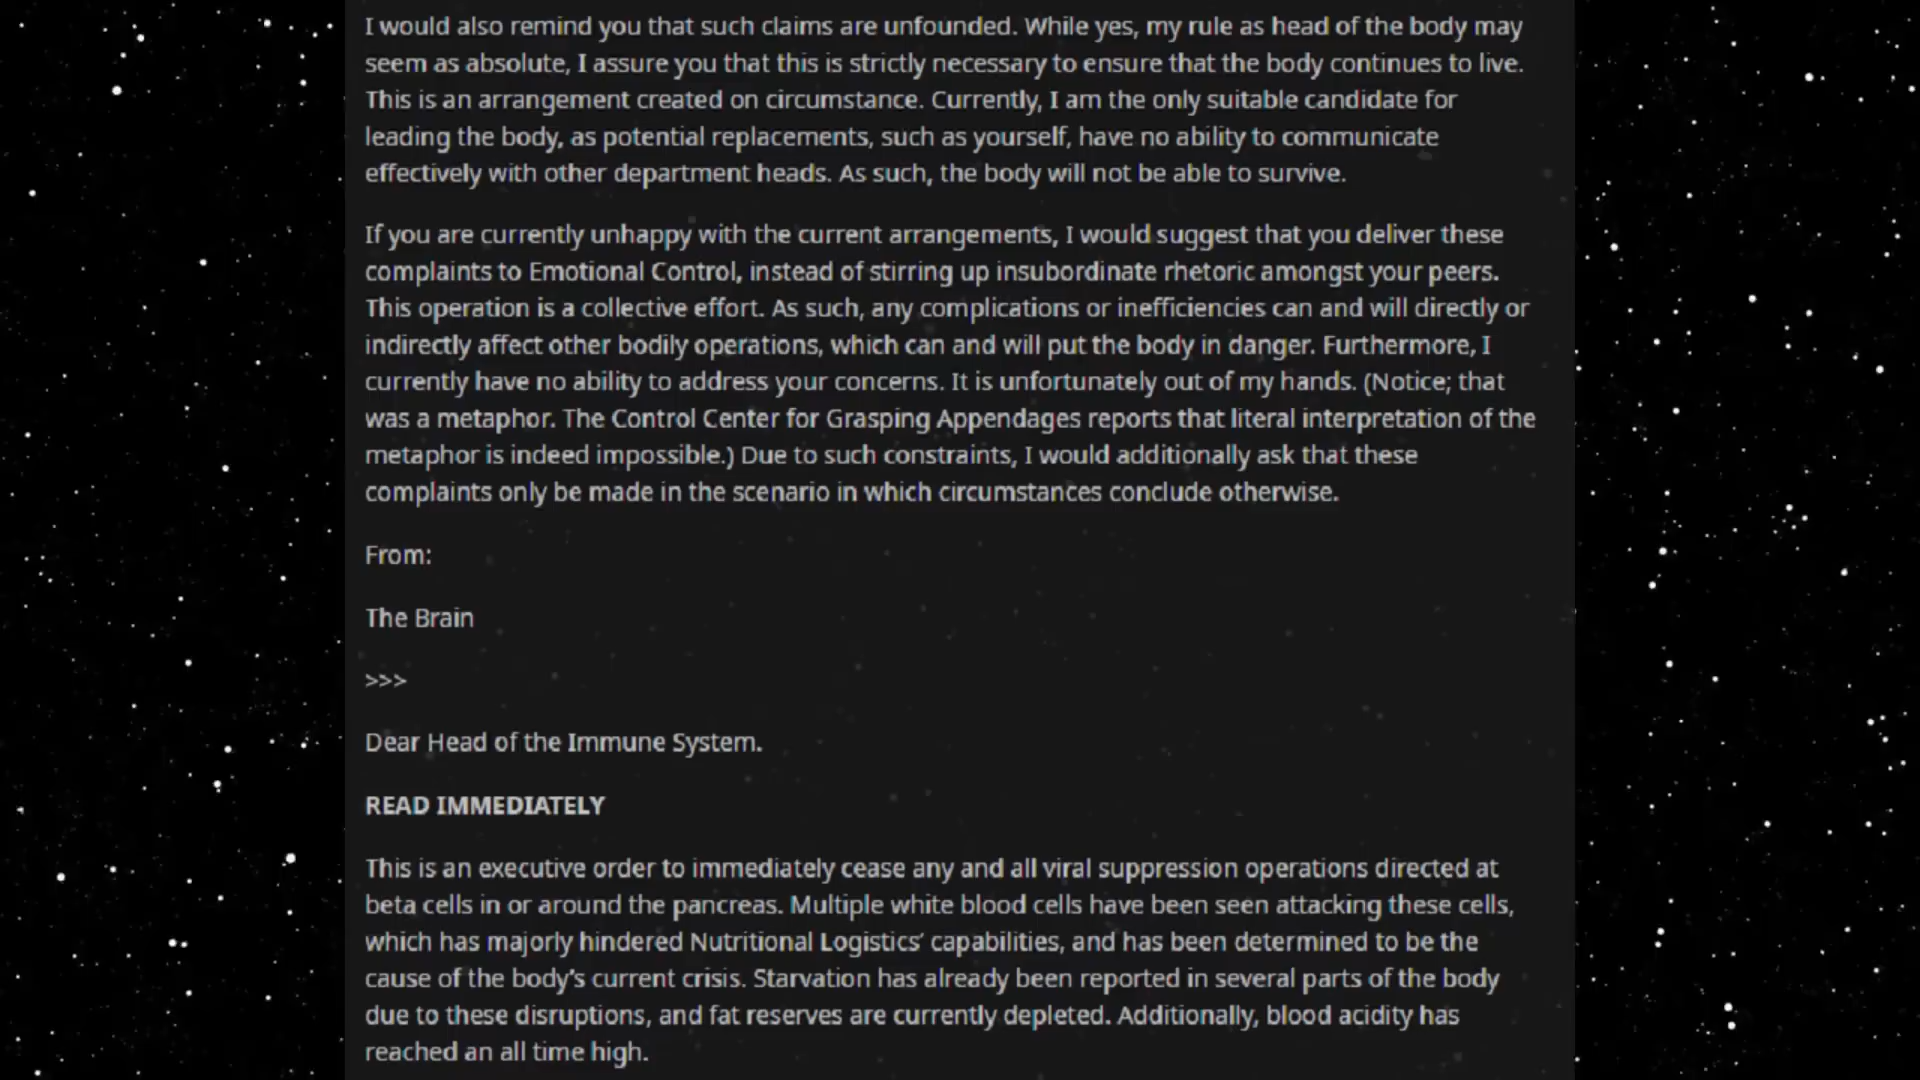 I would also remind you that such claims are unfounded. While yes, my rule as head of the body may
seem as absolute, I assure you that this is strictly necessary to ensure that the body continues to live.
This is an arrangement created on circumstance. Currently, I am the only suitable candidate for
leading the body, as potential replacements, such as yourself, have no ability to communicate
effectively with other department heads. As such, the body will not be able to survive.
If you are currently unhappy with the current arrangements, I would suggest that you deliver these
complaints to Emotional Control, instead of stirring up insubordinate rhetoric amongst your peers.
This operation is a collective effort. As such, any complications or inefficiencies can and will directly or
indirectly affect other bodily operations, which can and will put the body in danger. Furthermore, I
currently have no ability to address your concerns. It is unfortunately out of my hands. (Notice; that
was a metaphor. The Control Center for Grasping Appendages reports that literal interpretation of the
metaphor is indeed impossible.) Due to such constraints, I would additionally ask that these
complaints only be made in the scenario in which circumstances conclude otherwise.
From:
The Brain
>>>
Dear Head of the Immune System.
READ IMMEDIATELY
This is an executive order to immediately cease any and all viral suppression operations directed at
beta cells in or around the pancreas. Multiple white blood cells have been seen attacking these cells,
which has majorly hindered Nutritional Logistics’ capabilities, and has been determined to be the
cause of the body’s current crisis. Starvation has already been reported in several parts of the body
due to these disruptions, and fat reserves are currently depleted. Additionally, blood acidity has
reached an all time high.